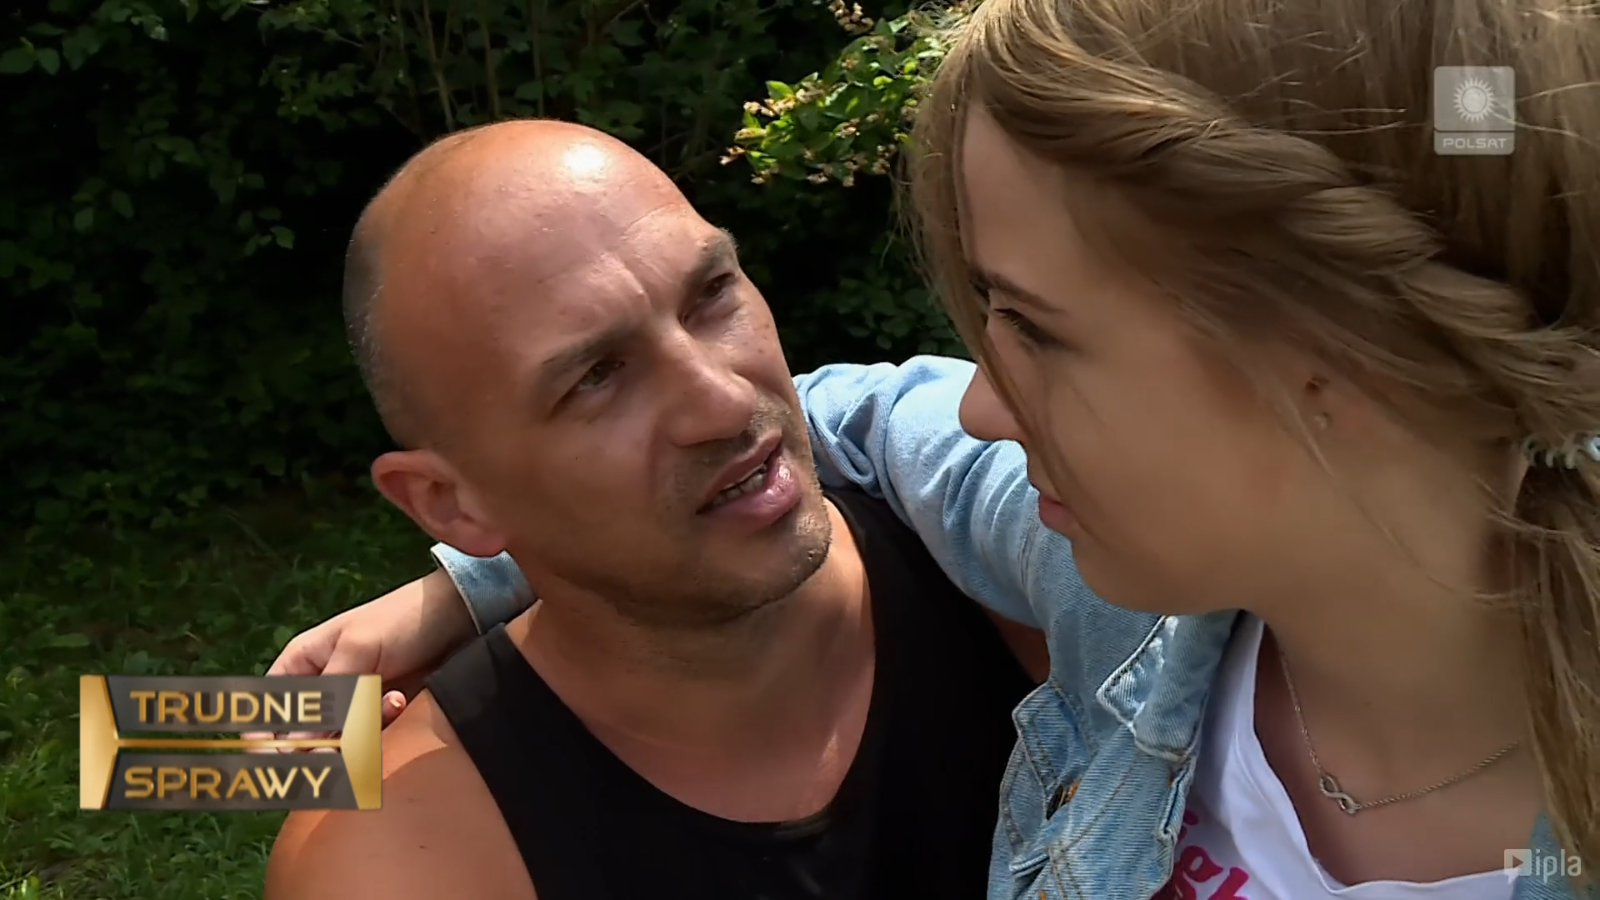 POLSAT
TRUDNE
SPRAWY
ipla